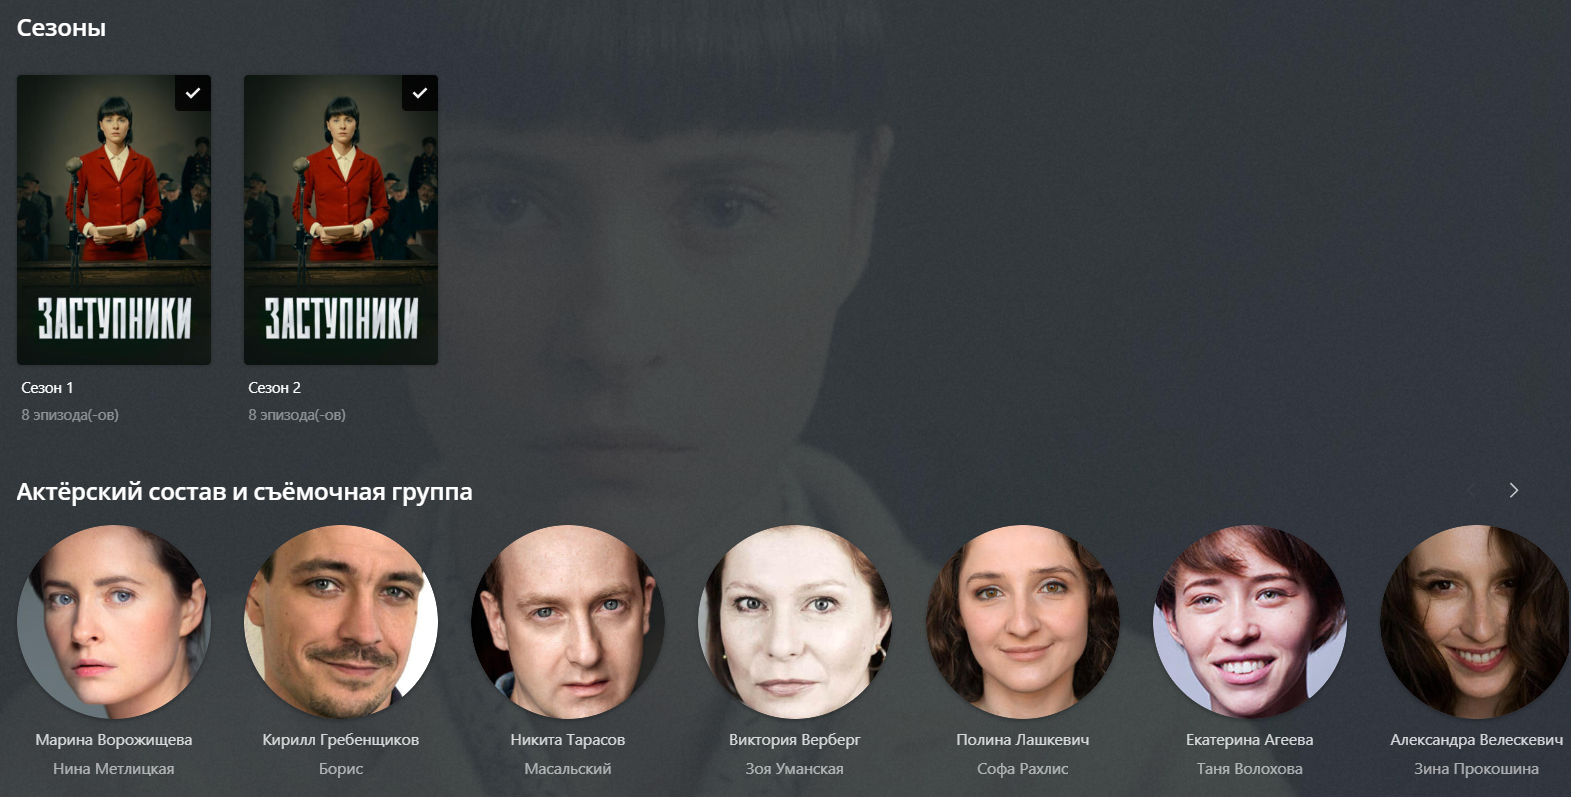 Сезоны
ЗАСТУПНИКИ
ЗАСТУПНИКИ
Сезон 1
Сезон 2
8 эпизода(-ов)
8 эпизода(-ов)
Актёрский состав и съёмочная группа
Марина Ворожищева
Кирилл Гребенщиков
Никита Тарасов
Виктория Верберг
Полина Лашкевич
Екатерина Агеева
Александра Велескевич
Нина Метлицкая
Борис
Масальский
Зоя Уманская
Софа Рахлис
Таня Волохова
Зина Прокошина